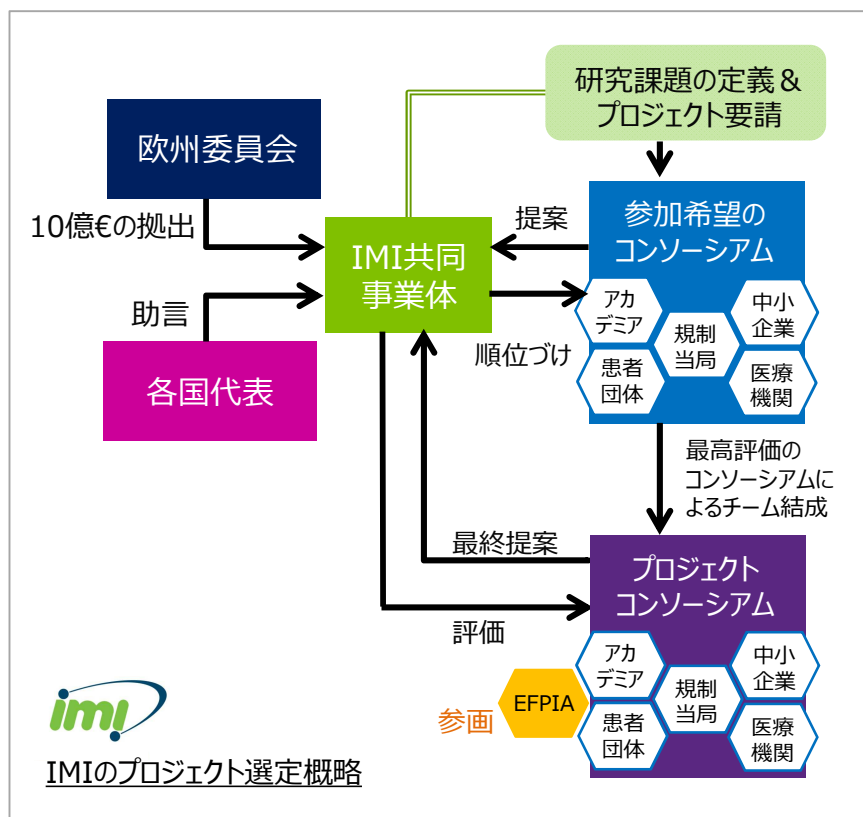 研究課題の定義&
プロジェクト要請
欧州委員会
10億€の拠出
IMI共同
事業体
助言
各国代表
提案
順位づけ
参加希望の
コンソーシアム
アカ
デミア
中小
企業
規制
当局
患者
団体
医療
機関
最高評価の
コンソーシアムに
よるチーム結成
最終提案
評価
プロジェクト
コンソーシアム
アカ
デミア
中小
企業
規制
当局
EFPIA
参画
患者
団体
医療
機関
imi
IMIのプロジェクト選定概略